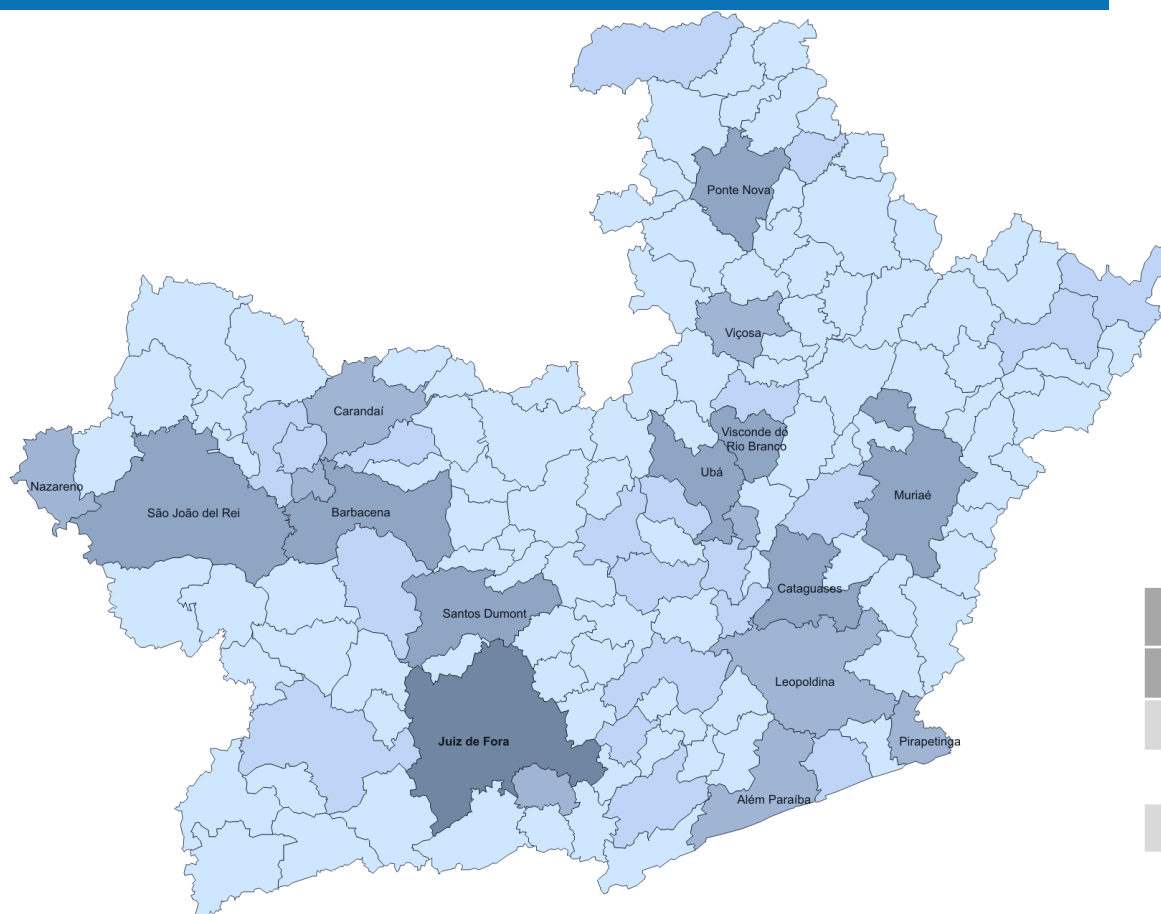 Ponte Nova
Viçosa
Carandaí
Visconde do
Rio Branco
Ubá
Nazareno
Muriaé
São João del Rei
Barbacena
Cataguases
Santos Dumont
Leopoldina
Juiz de Fora
Pirapetinga
Além Paraíba